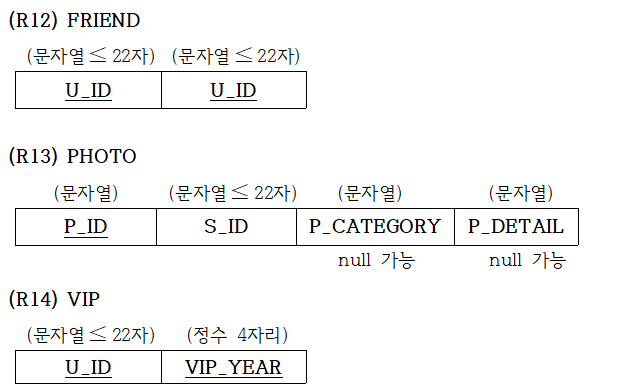 (R12) FRIEND
(문자열 ≤ 22자) (문자열 ≤ 22자)
U_ID U_ID
(R13) PHOTO
(문자열) (문자열 ≤ 22자) (문자열) (문자열)
P_ID S_ID P_CATEGORY P_DETAIL
null 가능 null 가능
(R14) VIP
(문자열 ≤ 22자) (정수 4자리)
U_ID VIP_YEAR